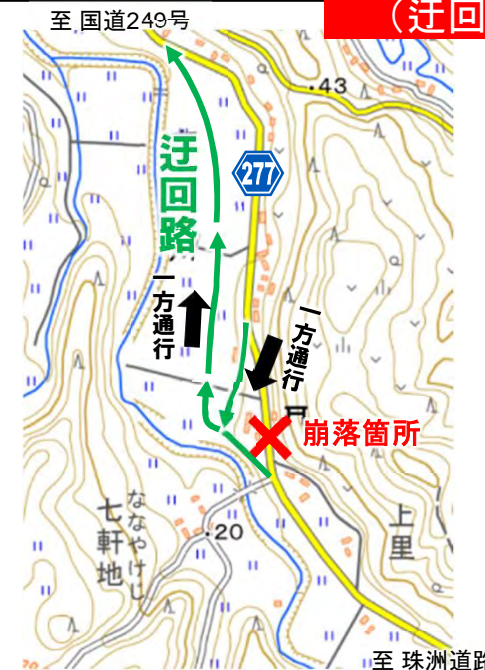 至 国道249号
（迂回
・43
迂回路
277
一方通行
一方通行
崩落箇所
ななやけじ
七軒地
・20
上里
至 珠洲道路